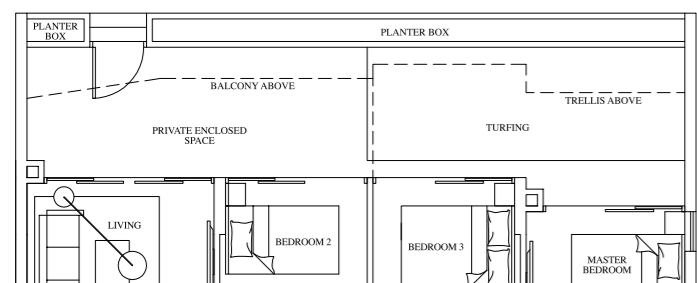 PLANTER
BOX
PLANTER BOX
BALCONY ABOVE
TRELLIS ABOVE
PRIVATE ENCLOSED
SPACE
TURFING
LIVING
BEDROOM 2
BEDROOM 3
MASTER
BEDROOM